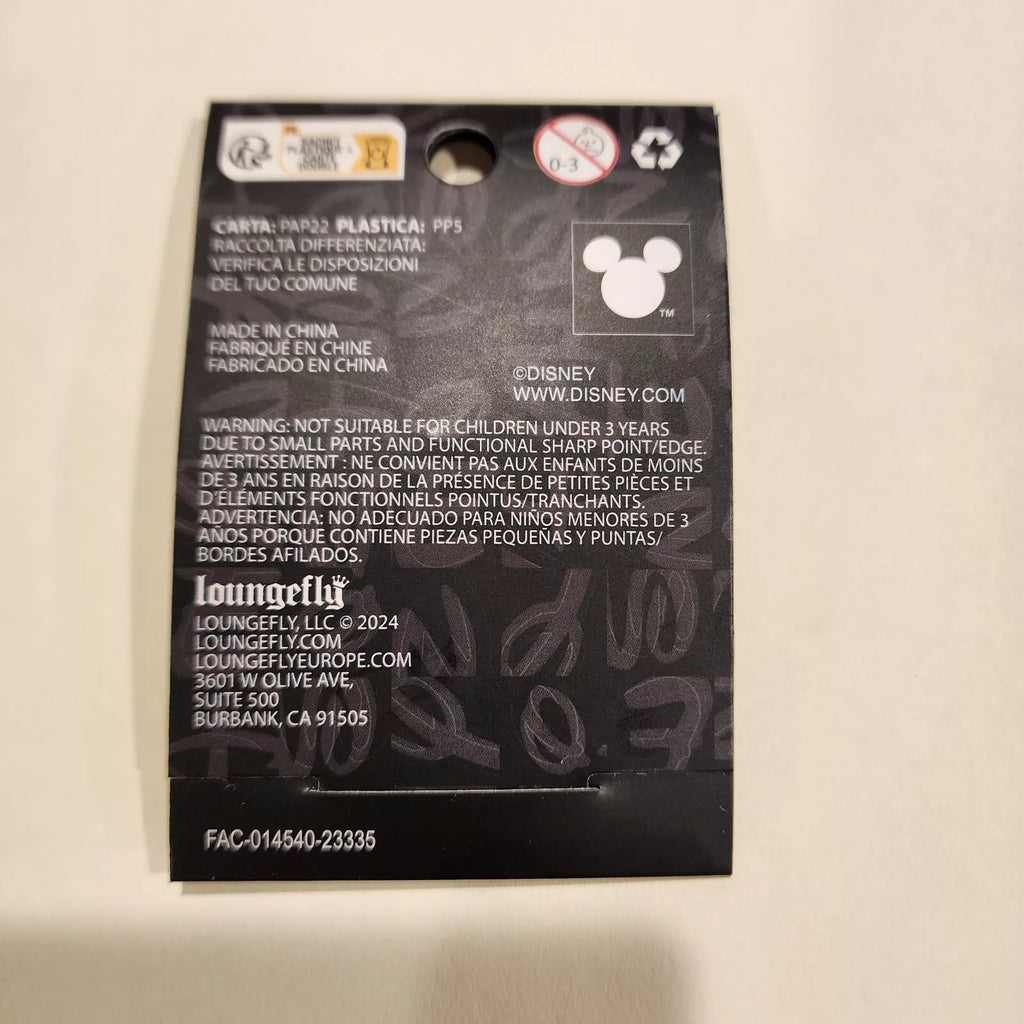 0-3
CARTA: PAP22 PLASTICA: PP5
RACCOLTA DIFFERENZIATA:
VERIFICA LE DISPOSIZIONI
DEL TUO COMUNE
TM
MADE IN CHINA
FABRIQUÉ EN CHINE
FABRICADO EN CHINA
©DISNEY
WWW.DISNEY.COM
WARNING: NOT SUITABLE FOR CHILDREN UNDER 3 YEARS
DUE TO SMALL PARTS AND FUNCTIONAL SHARP POINT/EDGE.
AVERTISSEMENT : NE CONVIENT PAS AUX ENFANTS DE MOINS
DE 3 ANS EN RAISON DE LA PRÉSENCE DE PETITES PIÈCES ET
D'ÉLÉMENTS FONCTIONNELS POINTUS/TRANCHANTS.
ADVERTENCIA: NO ADECUADO PARA NIÑOS MENORES DE 3
AÑOS PORQUE CONTIENE PIEZAS PEQUEÑAS Y PUNTAS/
BORDES AFILADOS.
loungefly
LOUNGEFLY, LLC © 2024
LOUNGEFLY.COM
LOUNGEFLYEUROPE.COM
3601 W OLIVE AVE,
SUITE 500
BURBANK, CA 91505
FAC-014540-23335